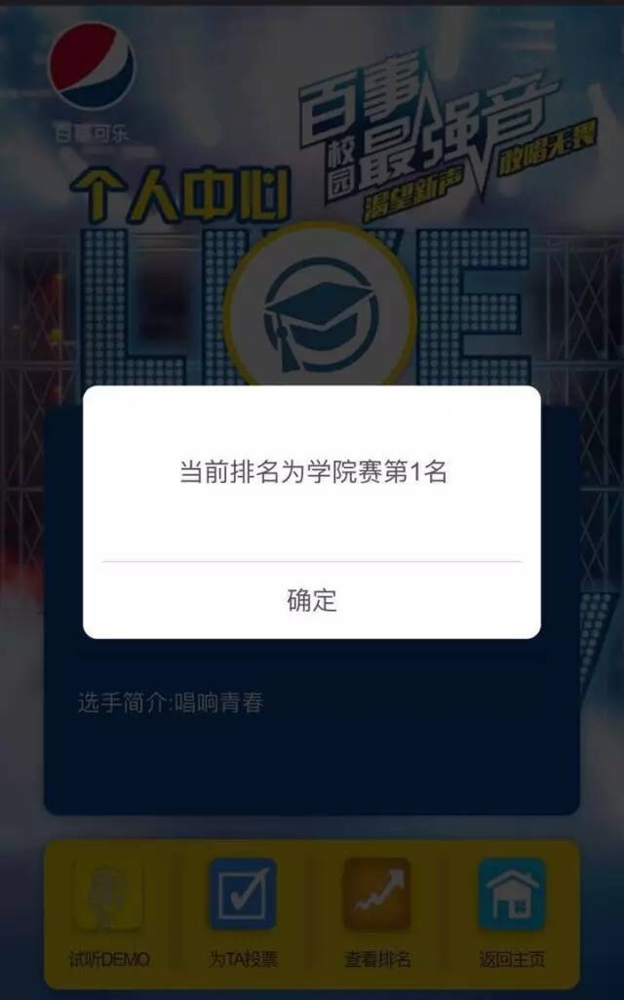 百事可乐
百事
校园
最强音
渴望新声
敢唱无畏
个人中心
LIVE
当前排名为学院赛第1名
确定
选手简介:唱响青春
试听DEMO
为TA投票
查看排名
返回主页